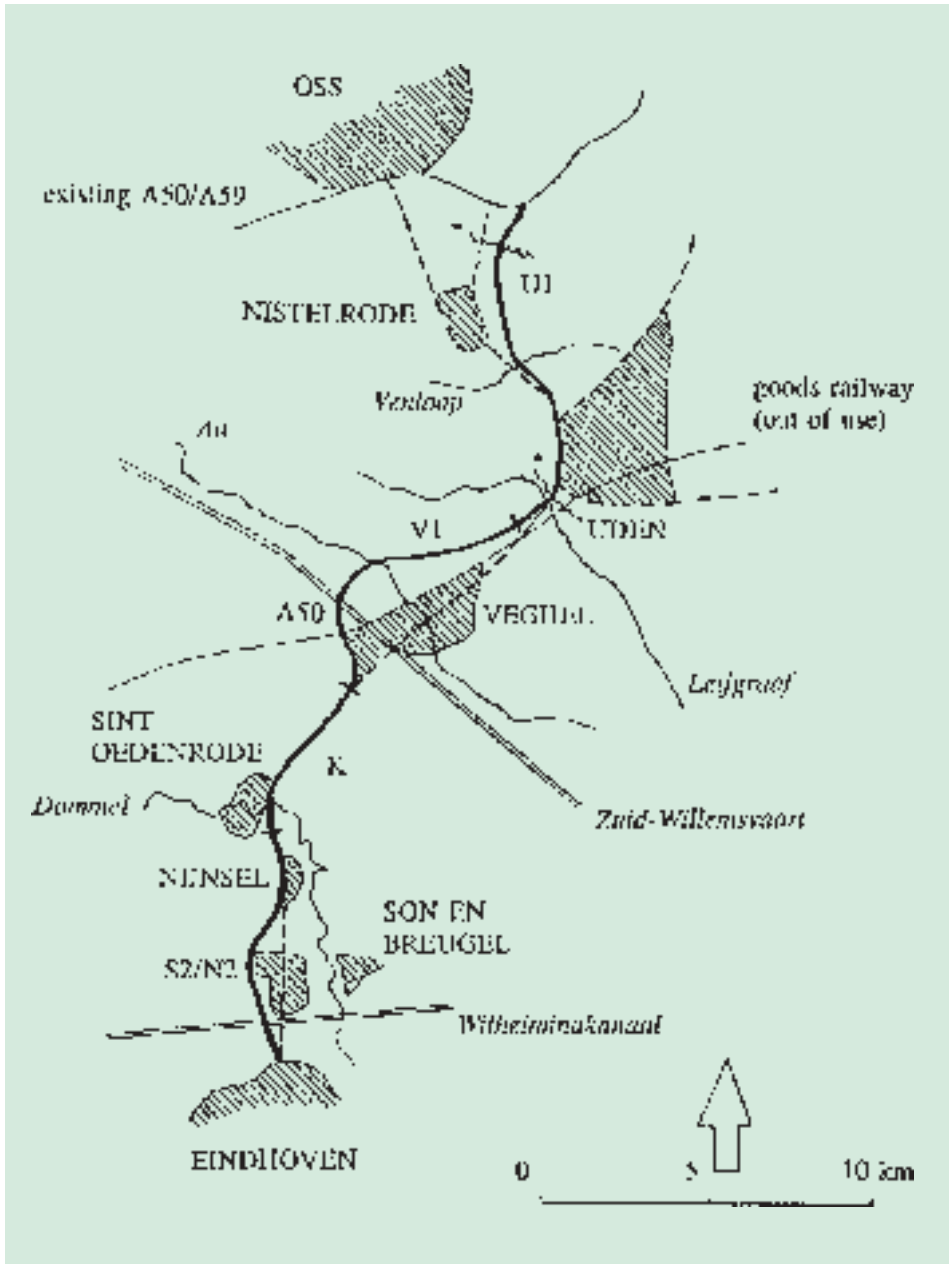 OSS
existing A50/A59
U1
NISTELRODE
Venloop
goods railway
(out of use)
Aa
V1
UDEN
A50
VEGHEL
Leijgraaf
SINT
OEDENRODE
K
Dommel
Zuid-Willemsvaart
NIJNSEL
SON EN
BREUGEL
S2/N2
Wilhelminakanaal
EINDHOVEN
0 5 10 km